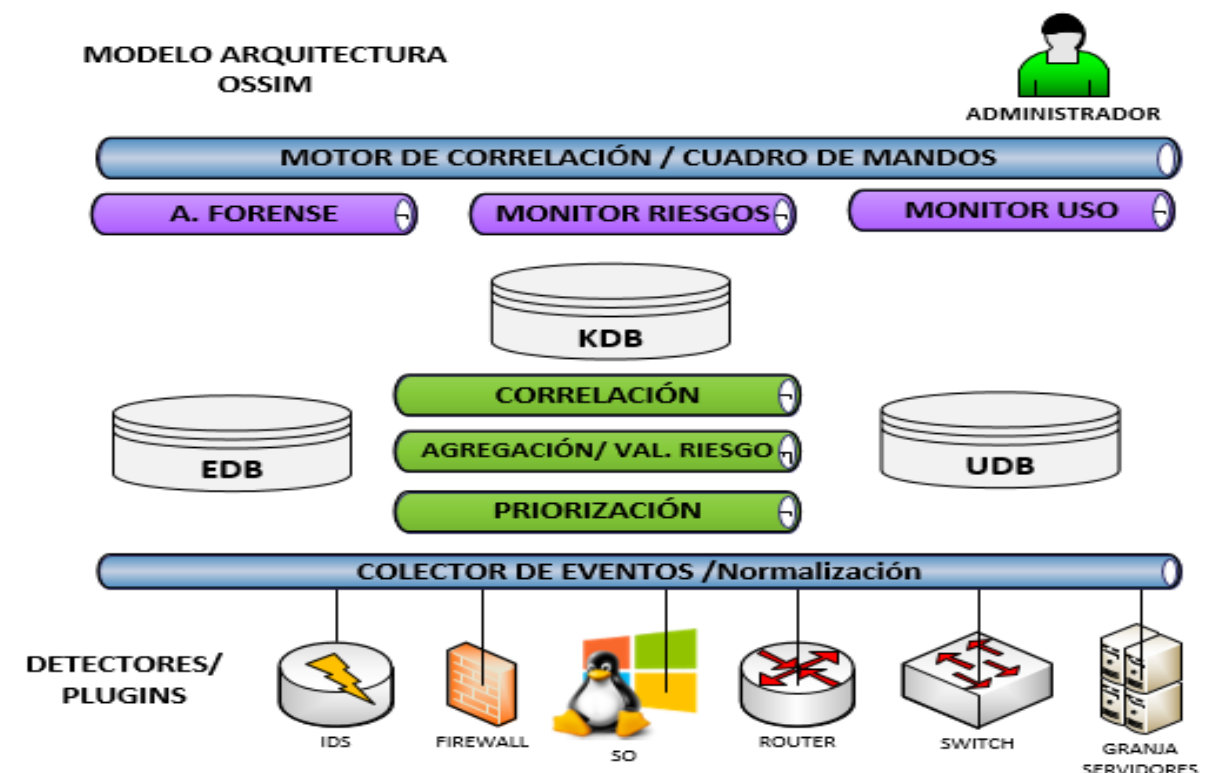 MODELO ARQUITECTURA
OSSIM
ADMINISTRADOR
MOTOR DE CORRELACIÓN / CUADRO DE MANDOS
A. FORENSE
MONITOR RIESGOS
MONITOR USO
KDB
CORRELACIÓN
EDB
AGREGACIÓN/ VAL. RIESGO
UDB
PRIORIZACIÓN
COLECTOR DE EVENTOS /Normalización
DETECTORES/
PLUGINS
IDS
FIREWALL
SO
ROUTER
SWITCH
GRANJA
SERVIDORES